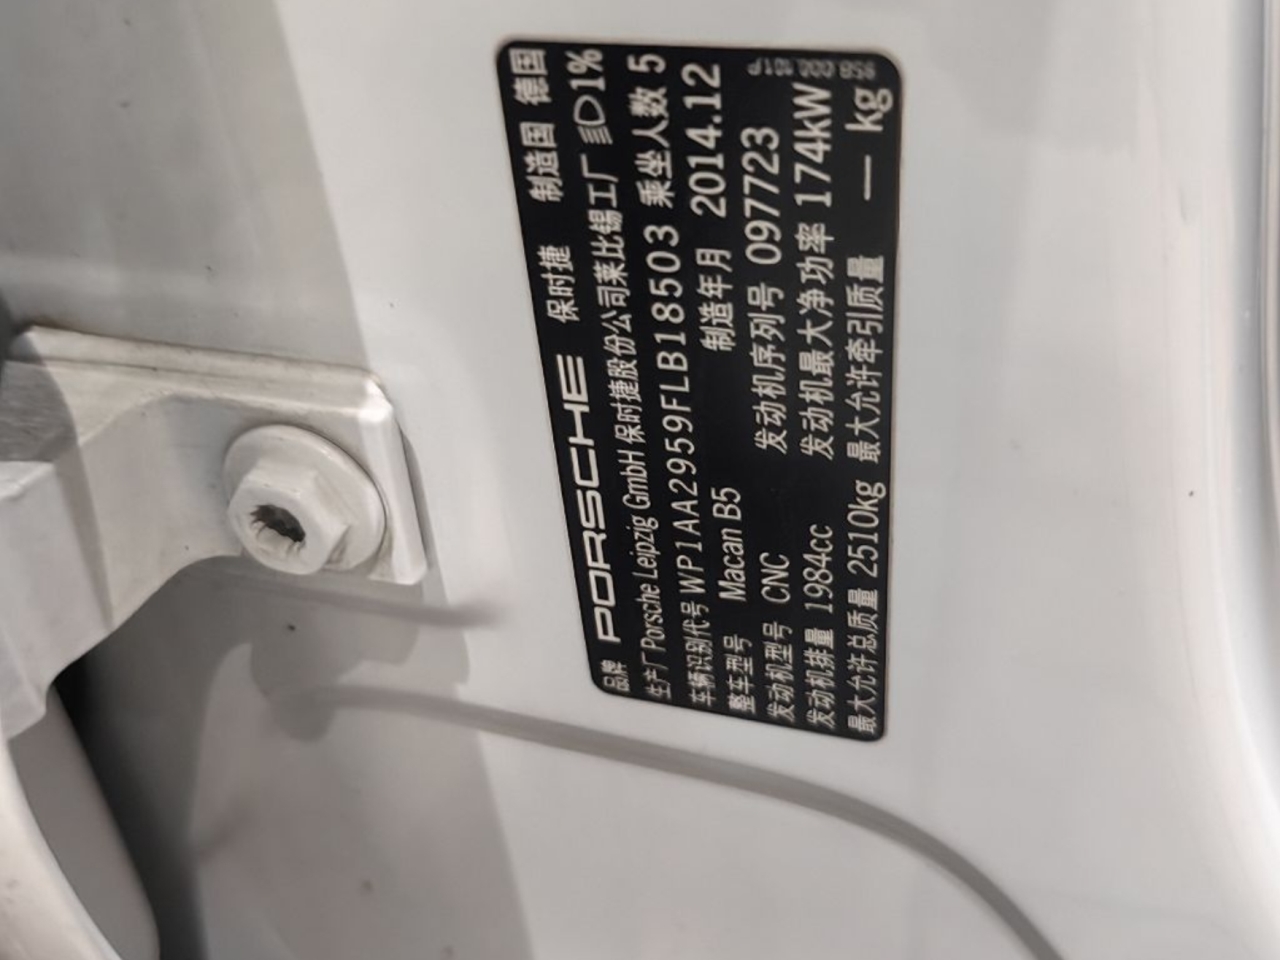 品牌 PORSCHE 保时捷 制造国 德国
生产厂 Porsche Leipzig GmbH 保时捷股份公司莱比锡工厂 1%
车辆识别代号 WP1AA2959FLB18503 乘坐人数 5
整车型号 Macan B5 制造年月 2014.12
发动机型号 CNC 发动机序列号 097723
发动机排量 1984cc 发动机最大净功率 174kW
最大允许总质量 2510kg 最大允许牵引质量 — kg
95B.000.101P